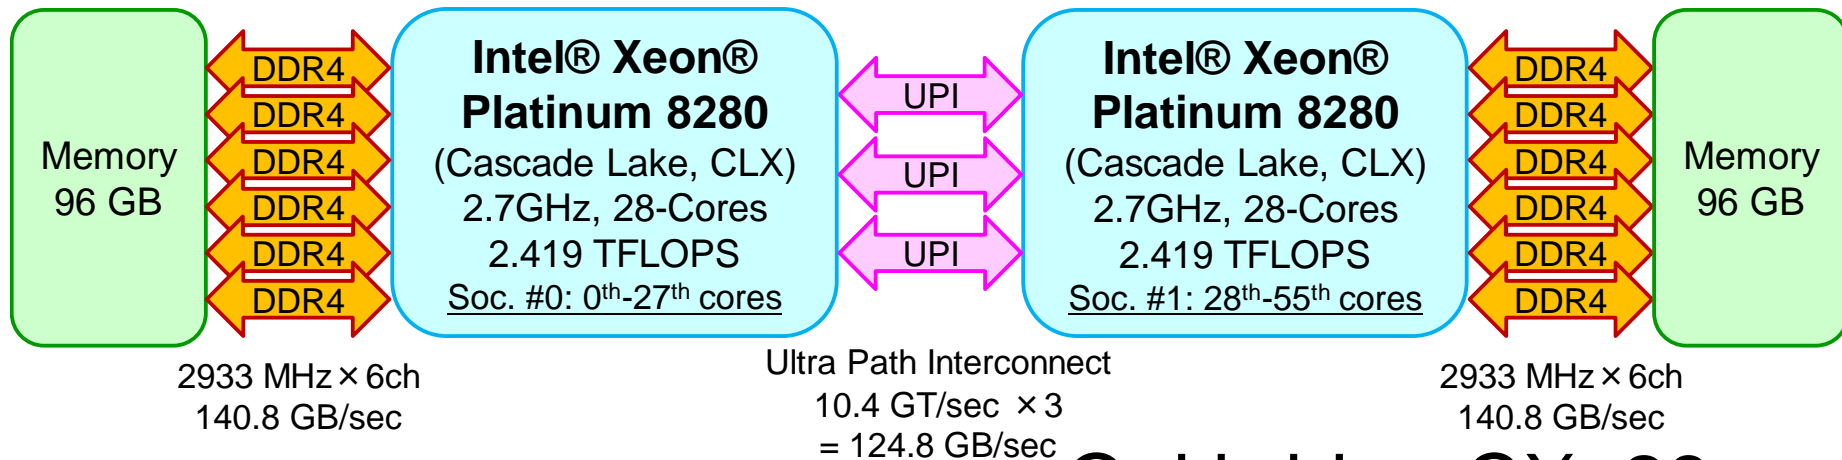 Memory
96 GB
DDR4
DDR4
DDR4
DDR4
DDR4
DDR4
2933 MHz×6ch
140.8 GB/sec
Intel® Xeon®
Platinum 8280
(Cascade Lake, CLX)
2.7GHz, 28-Cores
2.419 TFLOPS
Soc. #0: 0th-27th cores
UPI
UPI
UPI
Ultra Path Interconnect
10.4 GT/sec ×3
= 124.8 GB/sec
Intel® Xeon®
Platinum 8280
(Cascade Lake, CLX)
2.7GHz, 28-Cores
2.419 TFLOPS
Soc. #1: 28th-55th cores
DDR4
DDR4
DDR4
DDR4
DDR4
DDR4
2933 MHz×6ch
140.8 GB/sec
Memory
96 GB